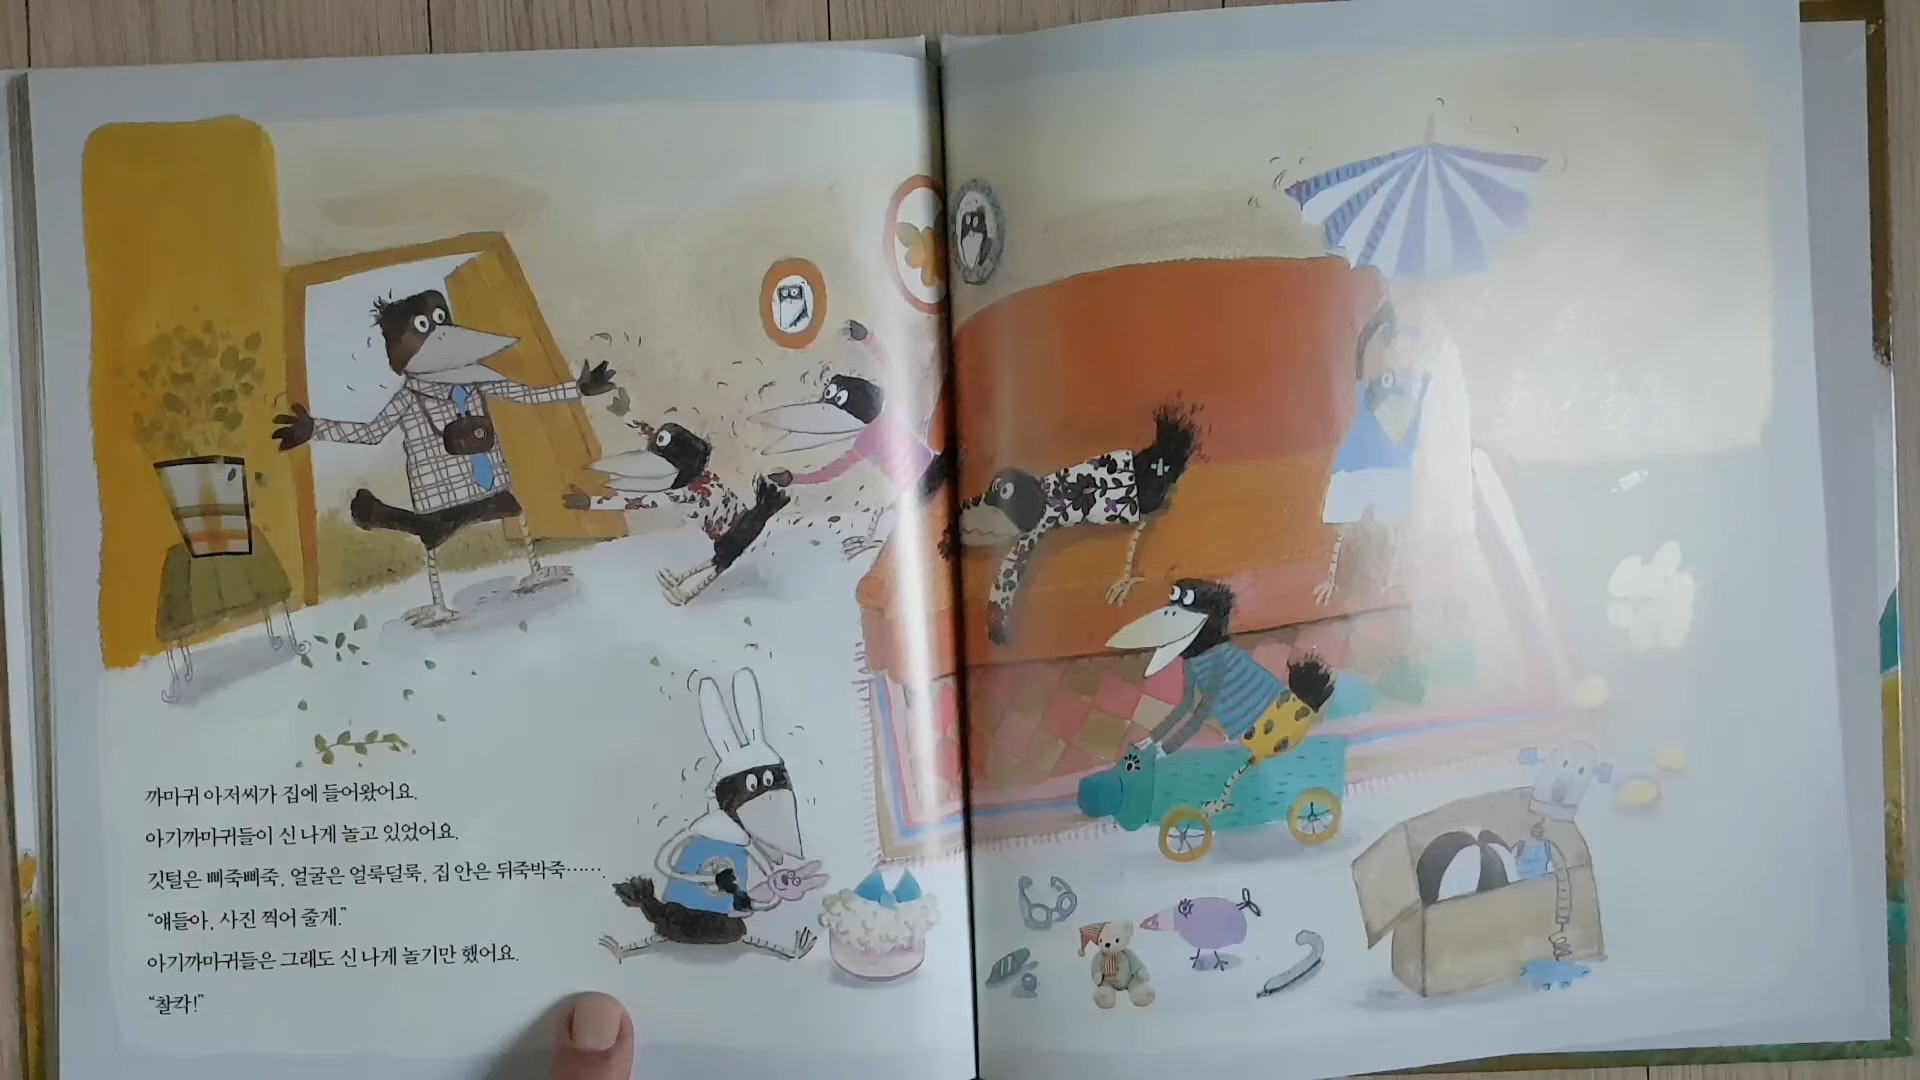 까마귀 아저씨가 집에 들어왔어요.
아기까마귀들이 신 나게 놀고 있었어요.
깃털은 삐죽삐죽, 얼굴은 얼룩덜룩, 집 안은 뒤죽박죽…….
“얘들아, 사진 찍어 줄게.”
아기까마귀들은 그래도 신 나게 놀기만 했어요.
“찰칵!”